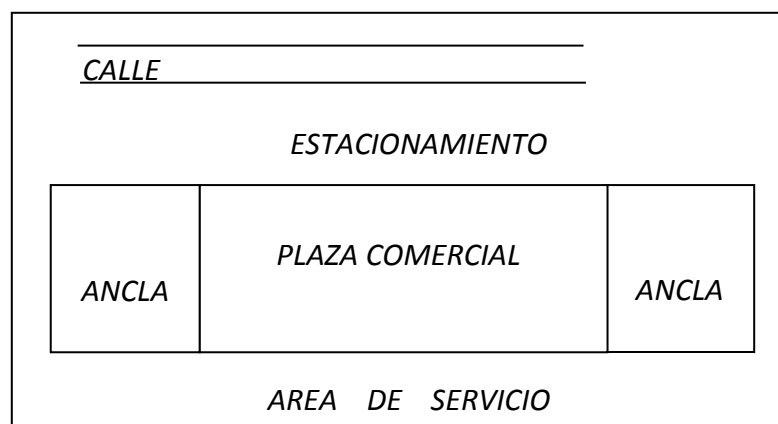 CALLE
ESTACIONAMIENTO
PLAZA COMERCIAL
ANCLA
ANCLA
AREA DE SERVICIO